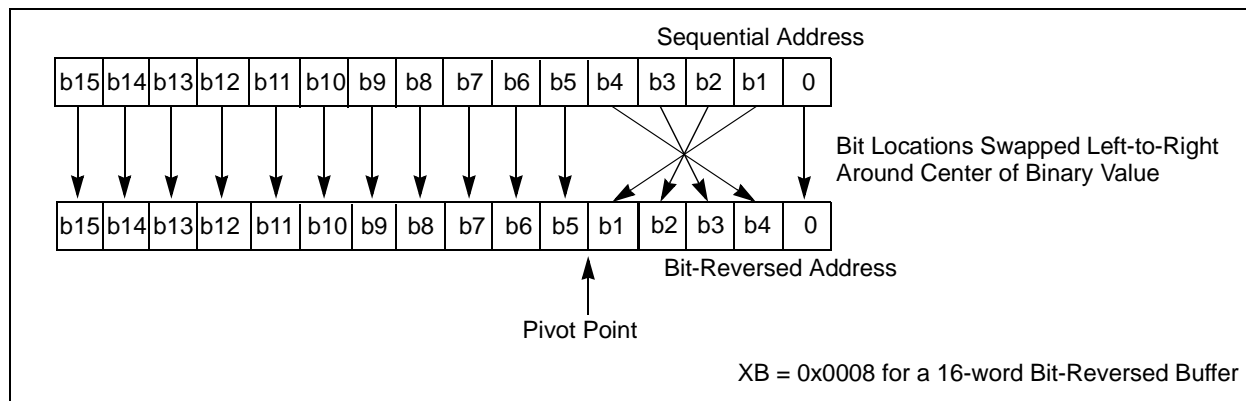 Sequential Address
b15 b14 b13 b12 b11 b10 b9 b8 b7 b6 b5 b4 b3 b2 b1 0
Bit Locations Swapped Left-to-Right
Around Center of Binary Value
b15 b14 b13 b12 b11 b10 b9 b8 b7 b6 b5 b1 b2 b3 b4 0
Bit-Reversed Address
Pivot Point
XB = 0x0008 for a 16-word Bit-Reversed Buffer